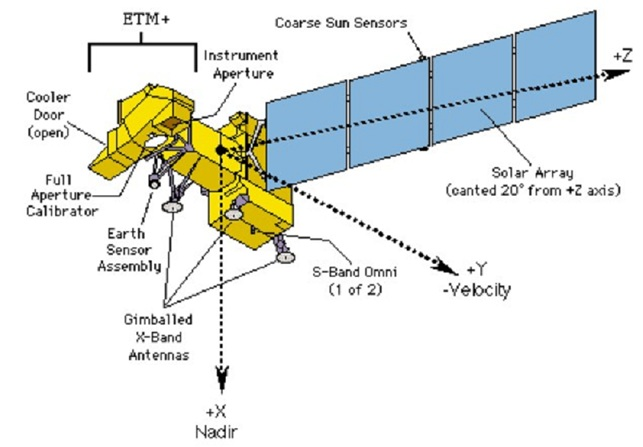 ETM+
Coarse Sun Sensors
Instrument
Aperture
+Z
Cooler
Door
(open)
Solar Array
(canted 20° from +Z axis)
Full
Aperture
Calibrator
Earth
Sensor
Assembly
S-Band Omni
(1 of 2)
+Y
-Velocity
Gimballed
X-Band
Antennas
+X
Nadir